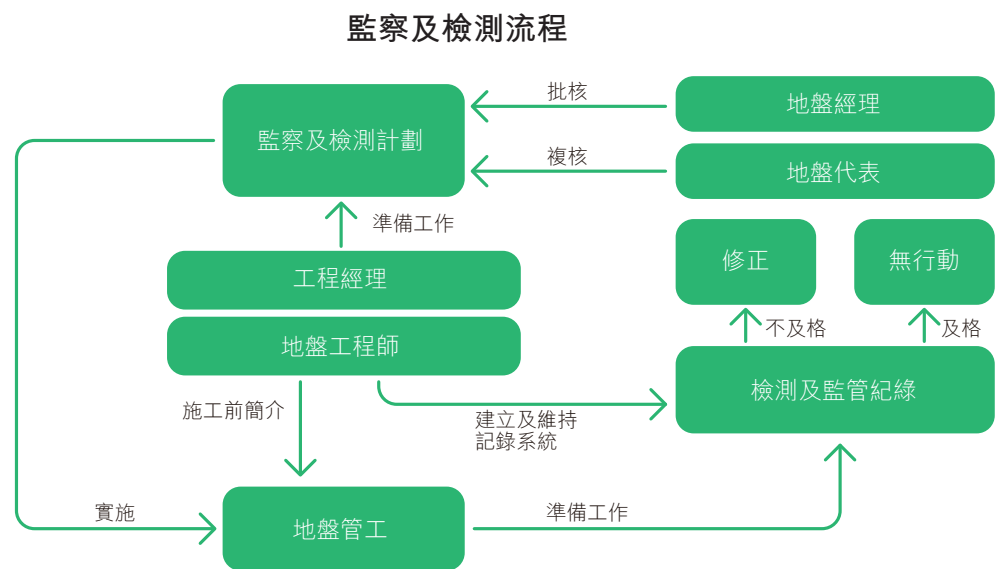 監察及檢測流程
監察及檢測計劃
批核
地盤經理
複核
地盤代表
準備工作
工程經理
地盤工程師
修正
無行動
不及格
及格
檢測及監管紀綠
施工前簡介
建立及維持
記錄系統
實施
地盤管工
準備工作